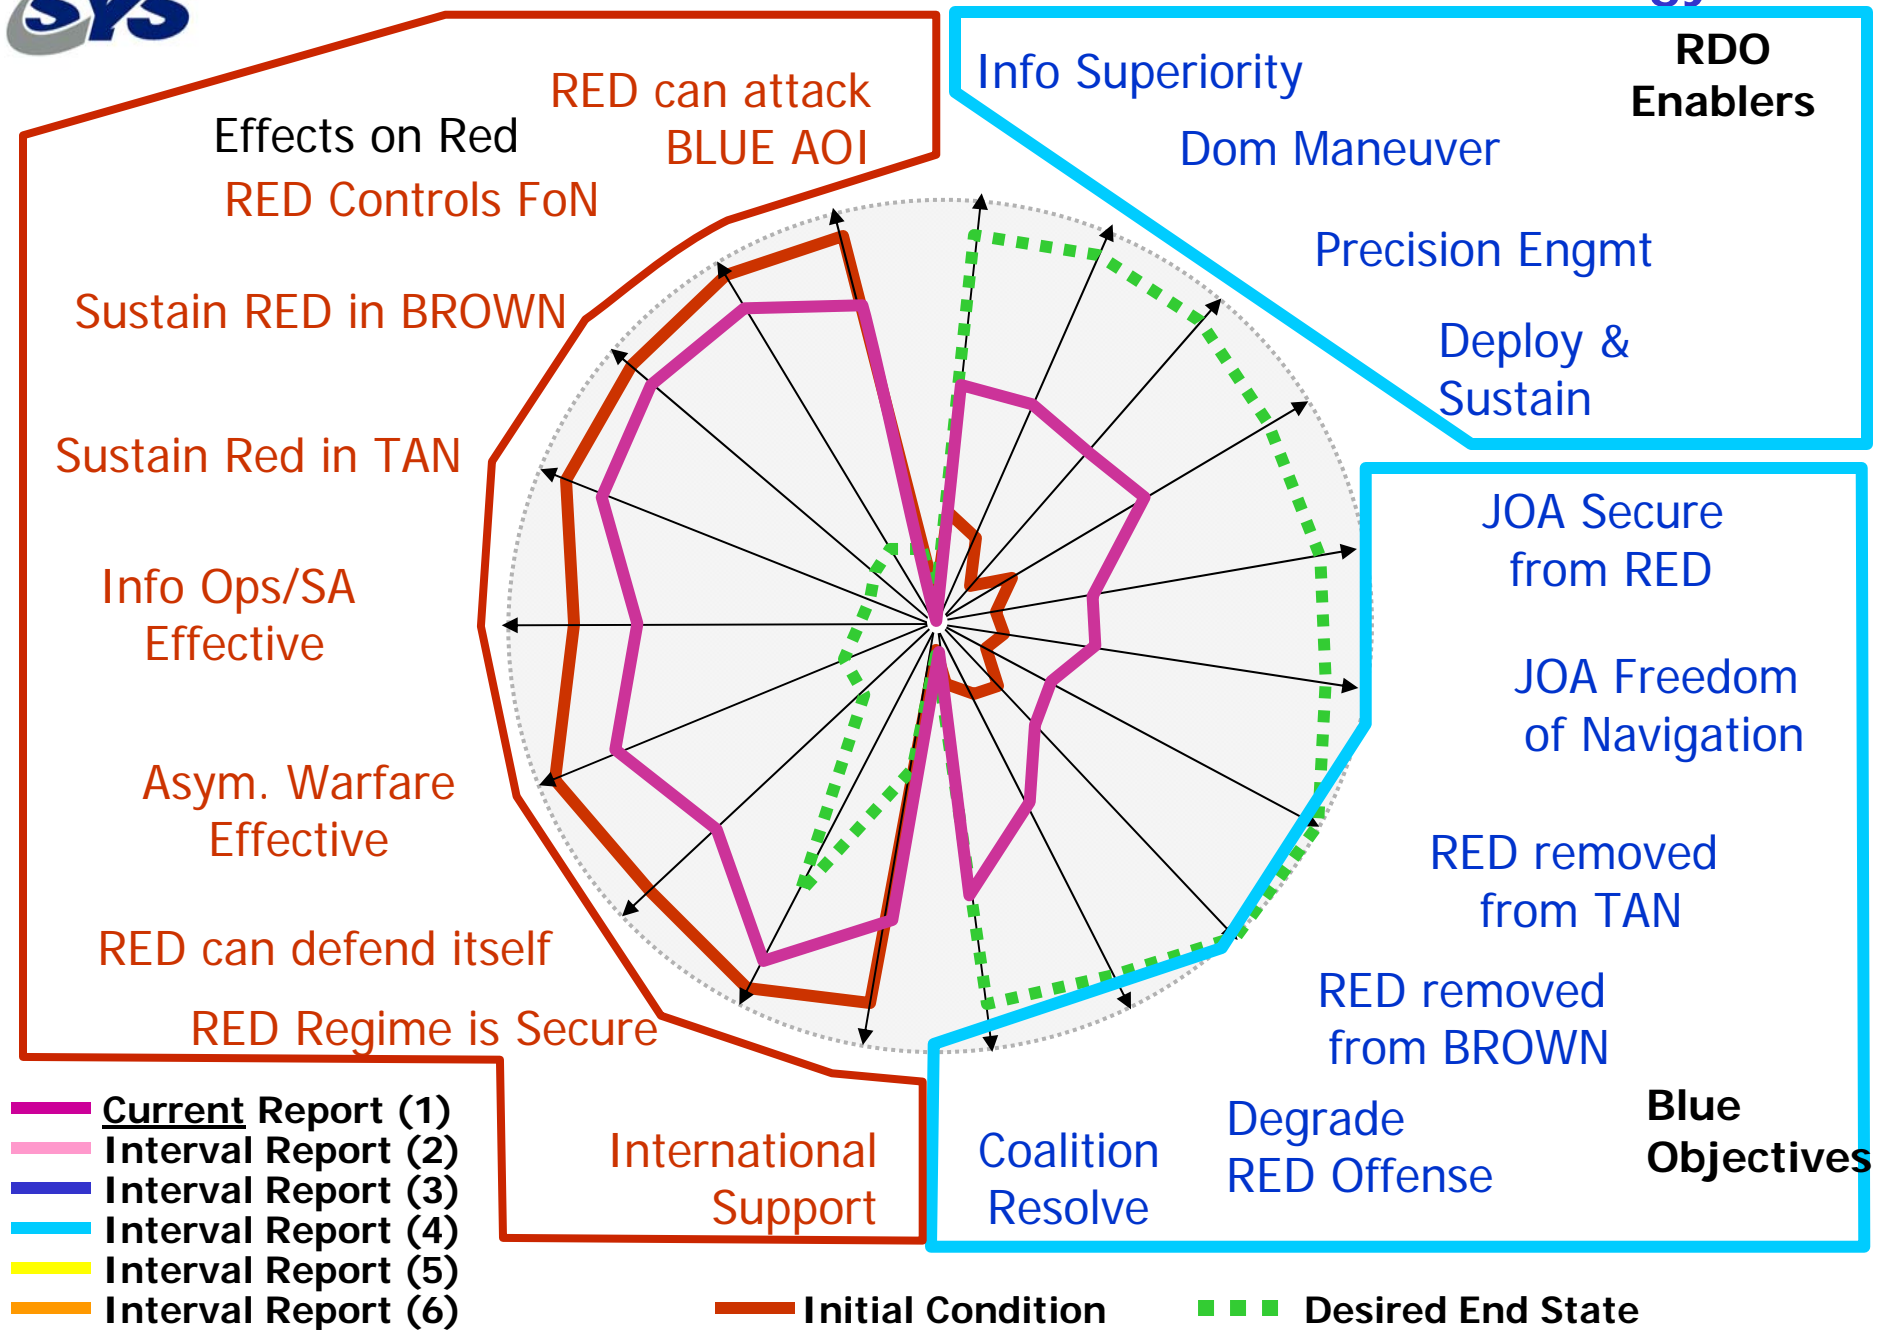 SYS
gy
RDO
Enablers
Info Superiority
Dom Maneuver
Precision Engmt
Deploy &
Sustain
RED can attack
BLUE AOI
Effects on Red
RED Controls FoN
Sustain RED in BROWN
Sustain Red in TAN
Info Ops/SA
Effective
Asym. Warfare
Effective
RED can defend itself
RED Regime is Secure
International
Support
JOA Secure
from RED
JOA Freedom
of Navigation
RED removed
from TAN
RED removed
from BROWN
Degrade
RED Offense
Coalition
Resolve
Blue
Objectives
Current Report (1)
Interval Report (2)
Interval Report (3)
Interval Report (4)
Interval Report (5)
Interval Report (6)
Initial Condition
Desired End State